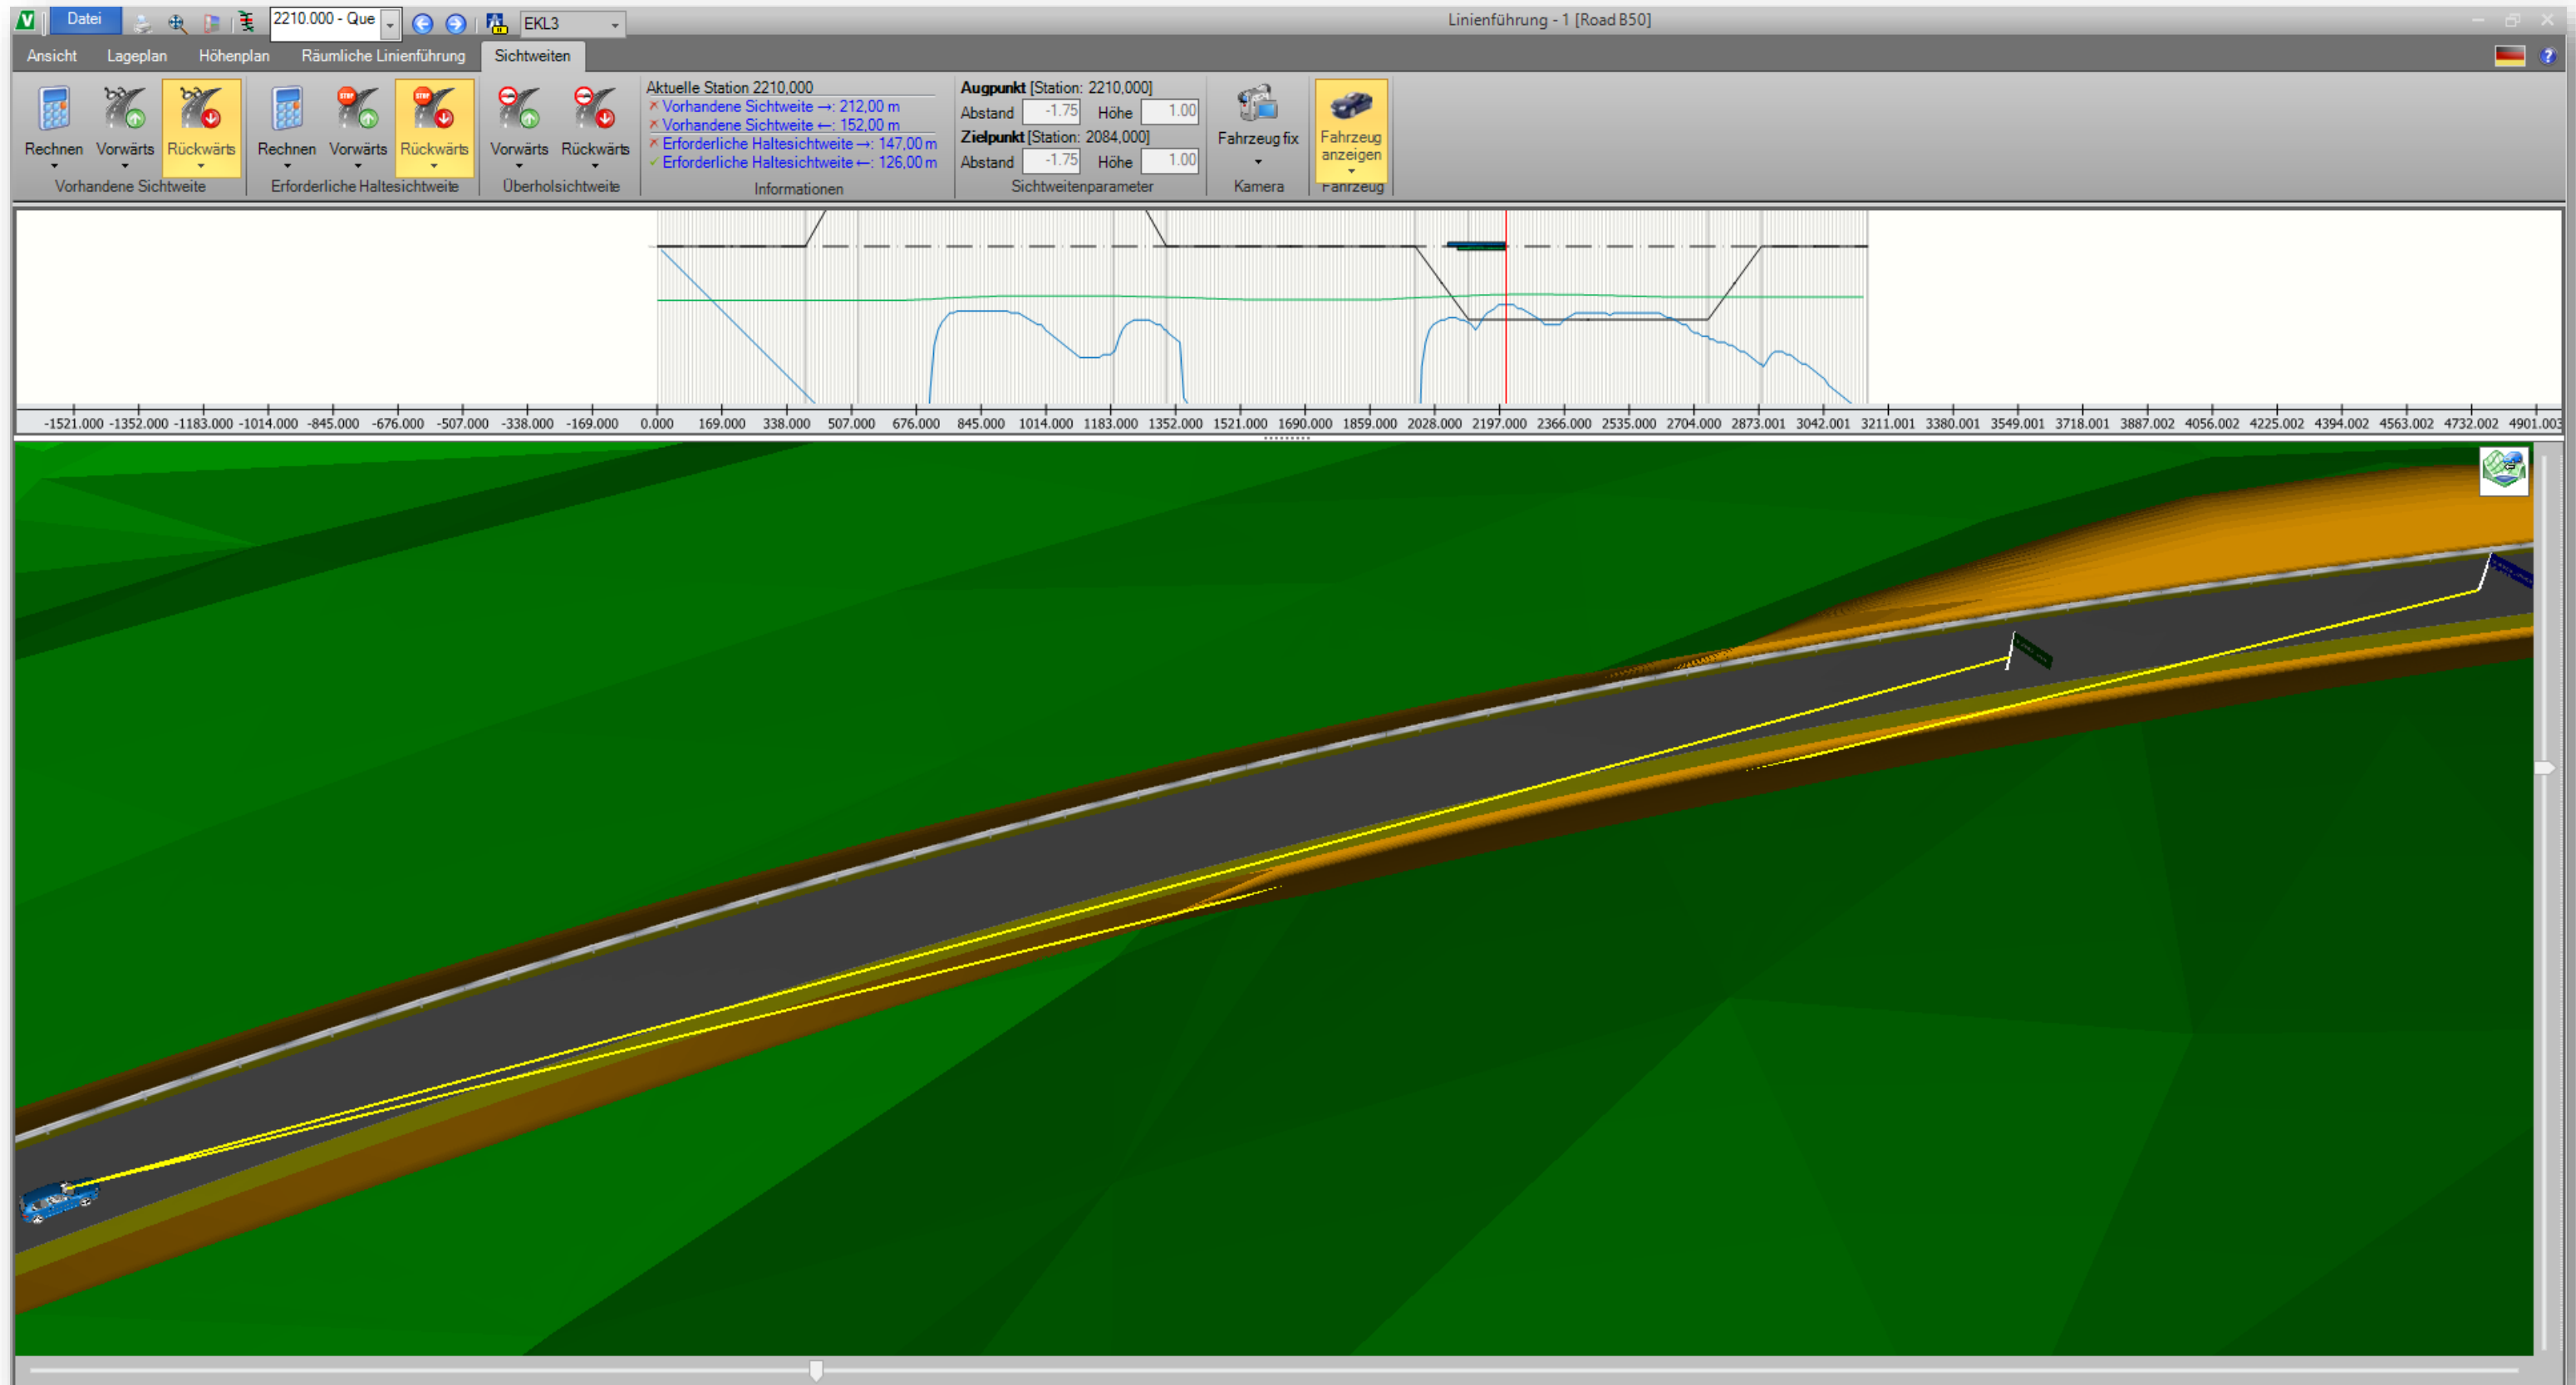 V Datei 2210.000 - Que EKL3 Linienführung - 1 [Road B50]
Ansicht Lageplan Höhenplan Räumliche Linienführung Sichtweiten
Rechnen Vorwärts Rückwärts
Vorhandene Sichtweite
Rechnen Vorwärts Rückwärts
Erforderliche Haltesichtweite
STOP STOP
Vorwärts Rückwärts
Überholsichtweite
Aktuelle Station 2210,000
Vorhandene Sichtweite →: 212,00 m
Vorhandene Sichtweite ←: 152,00 m
Erforderliche Haltesichtweite →: 147,00 m
Erforderliche Haltesichtweite ←: 126,00 m
Informationen
Augpunkt [Station: 2210,000]
Abstand -1.75 Höhe 1.00
Zielpunkt [Station: 2084,000]
Abstand -1.75 Höhe 1.00
Sichtweitenparameter
Fahrzeug fix
Kamera
Fahrzeug
anzeigen
Fahrzeug
-1521.000 -1352.000 -1183.000 -1014.000 -845.000 -676.000 -507.000 -338.000 -169.000 0.000 169.000 338.000 507.000 676.000 845.000 1014.000 1183.000 1352.000 1521.000 1690.000 1859.000 2028.000 2197.000 2366.000 2535.000 2704.000 2873.001 3042.001 3211.001 3380.001 3549.001 3718.001 3887.002 4056.002 4225.002 4394.002 4563.002 4732.002 4901.003